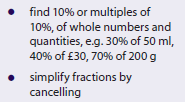 • find 10% or multiples of
10%, of whole numbers and
quantities, e.g. 30% of 50 ml,
40% of £30, 70% of 200 g
• simplify fractions by
cancelling